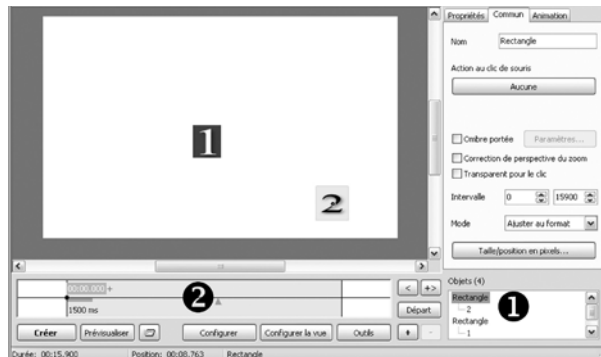 Propriétés Commun Animation
Nom Rectangle
Action au clic de souris
Aucune
1
Ombre portée Paramètres...
Correction de perspective du zoom
2
Transparent pour le clic
Intervalle 0 15900
Mode Ajuster au format
Taille/position en pixels...
Objets (4)
00:00.000 + 2 < +>
Rectangle 1
2
1500 ms Départ
Rectangle
1
Créer Prévisualiser Configurer Configurer la vue Outils + -
Durée: 00:15.900 Position: 00:08.763 Rectangle